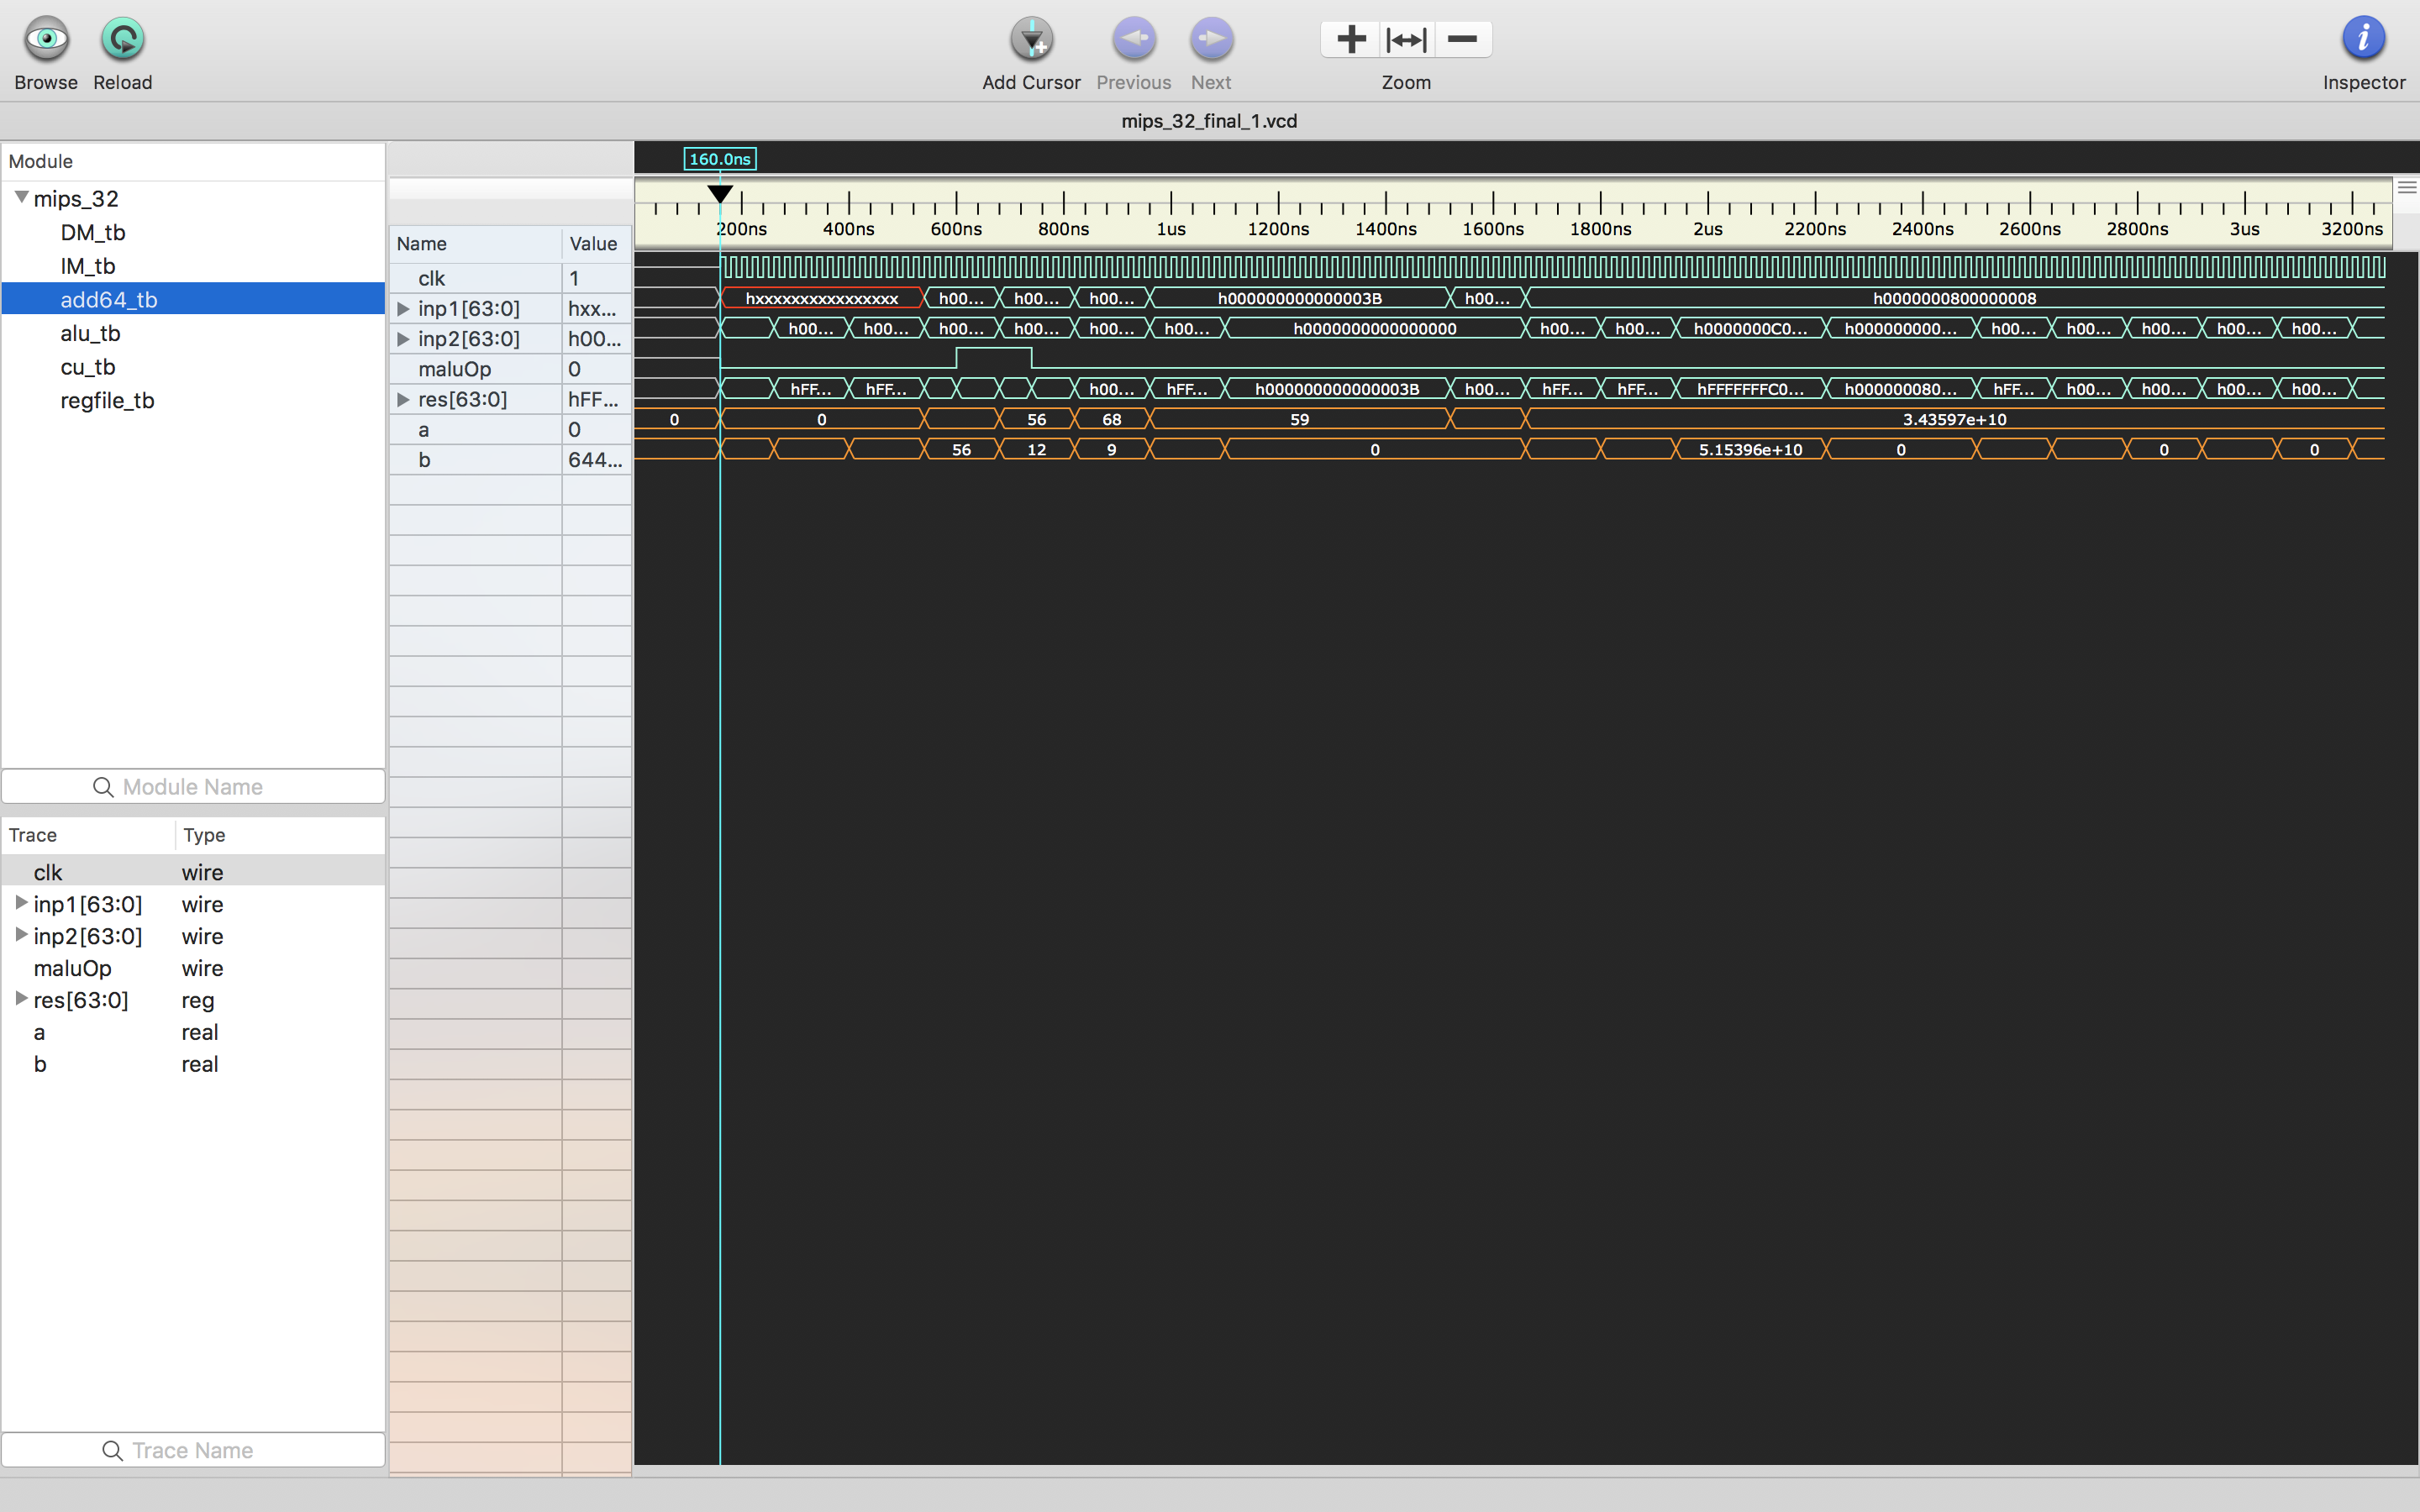 Browse Reload Add Cursor Previous Next Zoom Inspector
mips_32_final_1.vcd
Module
mips_32
DM_tb
IM_tb
add64_tb
alu_tb
cu_tb
regfile_tb
Module Name
Trace Type
clk wire
inp1[63:0] wire
inp2[63:0] wire
maluOp wire
res[63:0] reg
a real
b real
Trace Name
160.0ns
200ns 400ns 600ns 800ns 1us 1200ns 1400ns 1600ns 1800ns 2us 2200ns 2400ns 2600ns 2800ns 3us 3200ns
Name Value
clk 1
inp1[63:0] hxx... hxxxxxxxxxxxxxxxx h00... h00... h00... h000000000000003B h00... h0000000800000008
inp2[63:0] h00... h00... h00... h00... h00... h00... h00... h0000000000000000 h00... h00... h0000000C0... h000000000... h00... h00... h00... h00... h00...
maluOp 0
res[63:0] hFF... hFF... hFF... h00... hFF... h000000000000003B h00... hFF... hFF... hFFFFFFFC0... h000000080... hFF... h00... h00... h00... h00...
a 0 0 0 56 68 59 3.43597e+10
b 644... 56 12 9 0 5.15396e+10 0 0 0